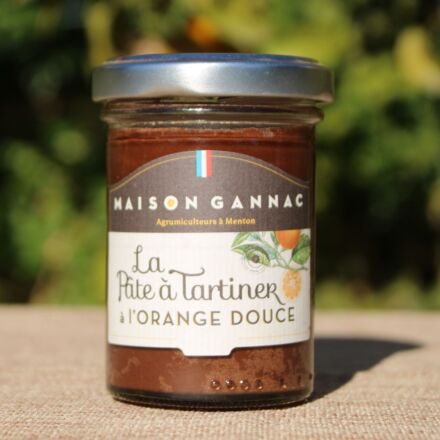 MAISON GANNAC
Agrumiculteurs à Menton
La
Pâte à Tartiner
à l'ORANGE DOUCE